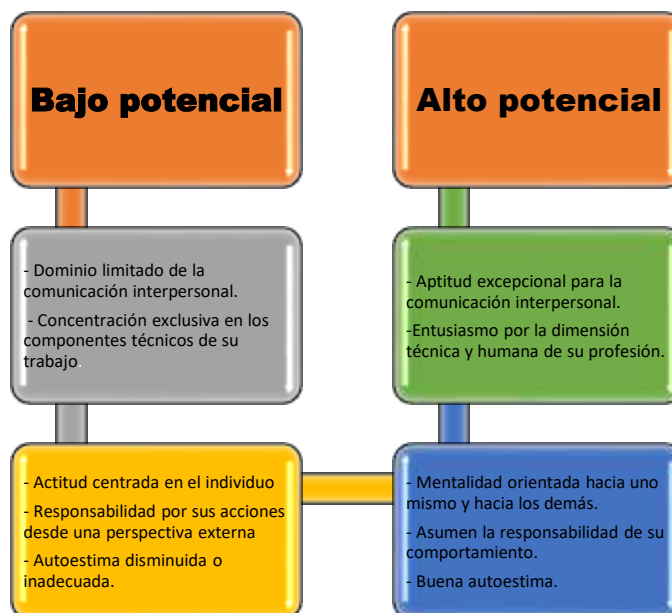 Bajo potencial
- Dominio limitado de la
comunicación interpersonal.
- Concentración exclusiva en los
componentes técnicos de su
trabajo.
- Actitud centrada en el individuo
- Responsabilidad por sus acciones
desde una perspectiva externa
- Autoestima disminuida o
inadecuada.
Alto potencial
- Aptitud excepcional para la
comunicación interpersonal.
-Entusiasmo por la dimensión
técnica y humana de su profesión.
- Mentalidad orientada hacia uno
mismo y hacia los demás.
- Asumen la responsabilidad de su
comportamiento.
- Buena autoestima.